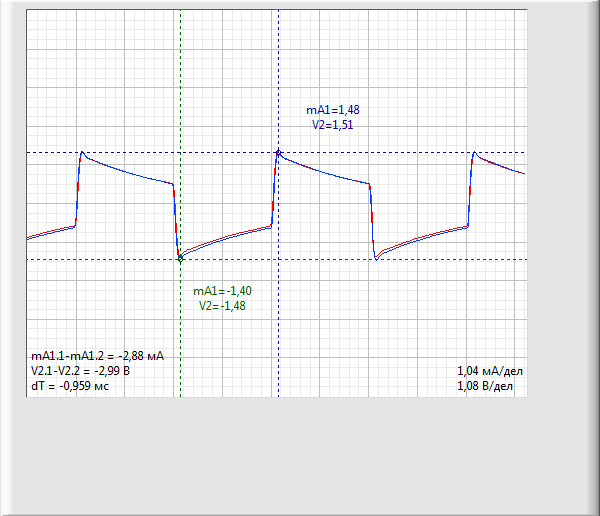 mA1=1,48
V2=1,51
mA1=-1,40
V2=-1,48
mA1.1-mA1.2 = -2,88 мА
V2.1-V2.2 = -2,99 В
dT = -0,959 мс
1,04 мА/дел
1,08 В/дел